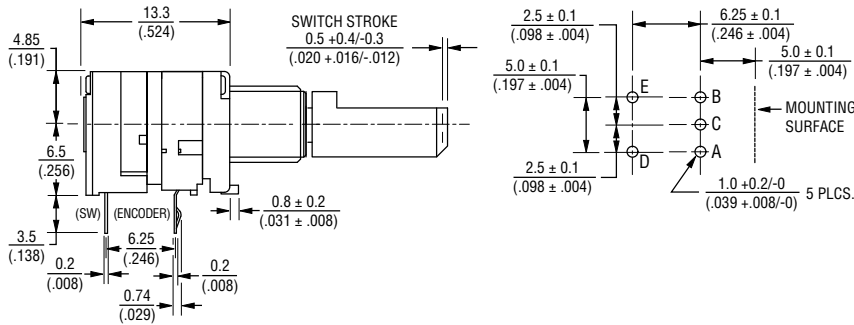 13.3
(.524)
4.85
(.191)
SWITCH STROKE
0.5 +0.4/-0.3
(.020 +.016/-.012)
6.5
(.256)
(SW)
(ENCODER)
0.8 ± 0.2
(.031 ± .008)
3.5
(.138)
6.25
(.246)
0.2
(.008)
0.2
(.008)
0.74
(.029)
2.5 ± 0.1
(.098 ± .004)
6.25 ± 0.1
(.246 ± .004)
5.0 ± 0.1
(.197 ± .004)
5.0 ± 0.1
(.197 ± .004)
E
B
C
MOUNTING
SURFACE
D
A
2.5 ± 0.1
(.098 ± .004)
1.0 +0.2/-0
(.039 +.008/-0)
5 PLCS.